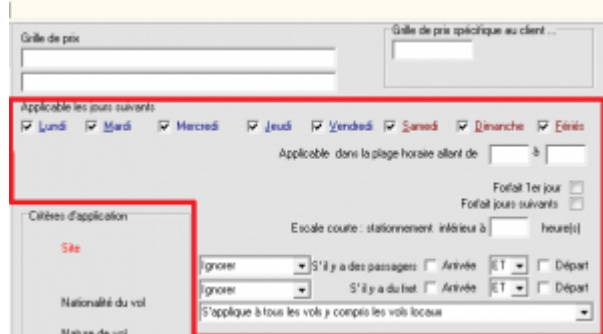 Grille de prix
Grille de prix spécifique au client ...
Applicable les jours suivants
Lundi Mardi Mercredi Jeudi Vendredi Samedi Dimanche Fériés
Applicable dans la plage horaire allant de à
Forfait 1er jour
Forfait jours suivants
Critères d'application
Escale courte : stationnement inférieur à heure(s)
Site
Ignorer S'il y a des passagers Arrivée ET Départ
Ignorer S'il y a du fret Arrivée ET Départ
Nationalité du vol
S'applique à tous les vols y compris les vols locaux
Nature de vol